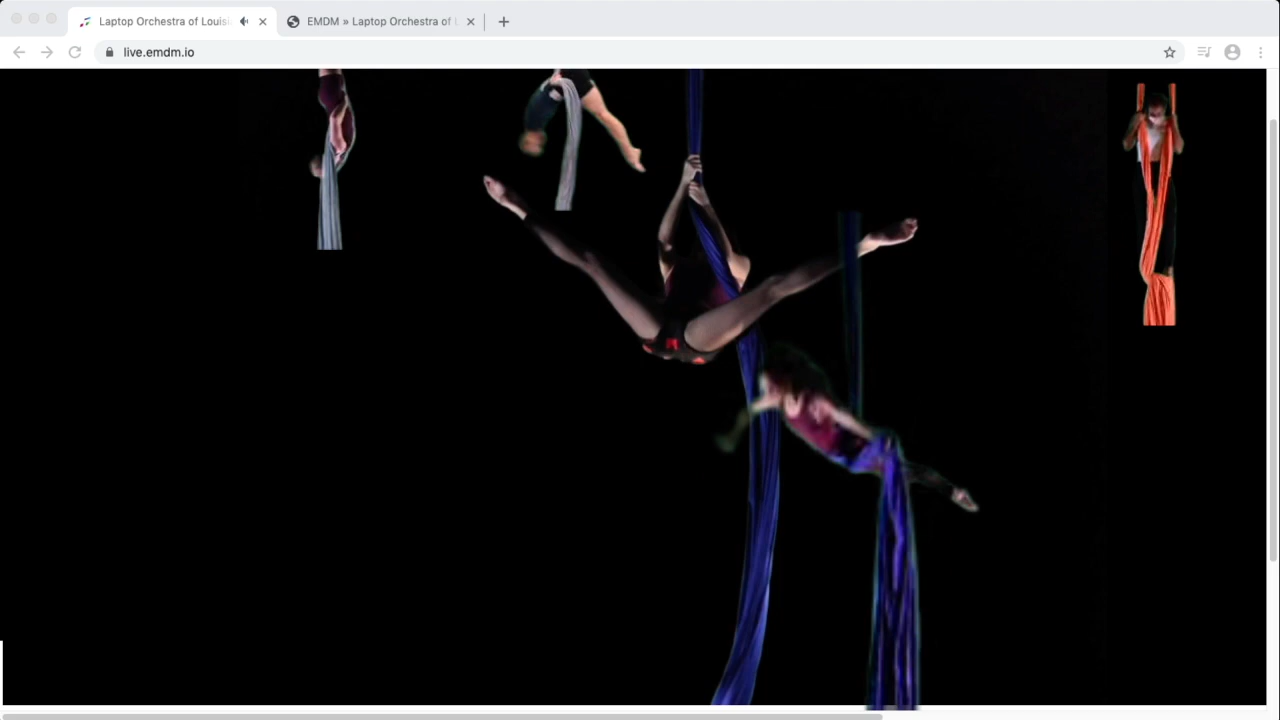 Laptop Orchestra of Louisi
EMDM » Laptop Orchestra of L
live.emdm.io